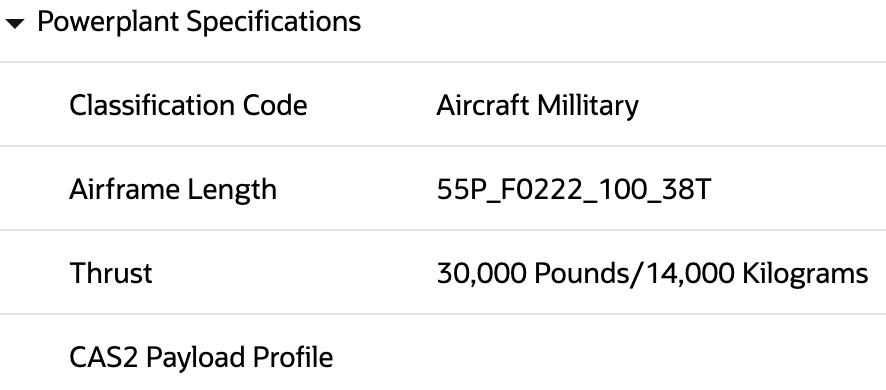 Powerplant Specifications
Classification Code Aircraft Millitary
Airframe Length 55P_F0222_100_38T
Thrust 30,000 Pounds/14,000 Kilograms
CAS2 Payload Profile